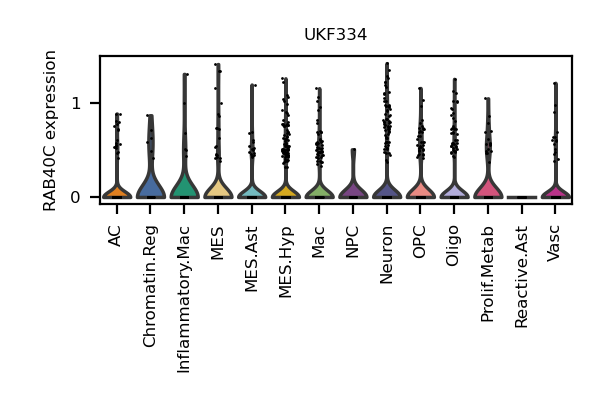 UKF334
RAB40C expression
1
0
AC
Chromatin.Reg
Inflammatory.Mac
MES
MES.Ast
MES.Hyp
Mac
NPC
Neuron
OPC
Oligo
Prolif.Metab
Reactive.Ast
Vasc